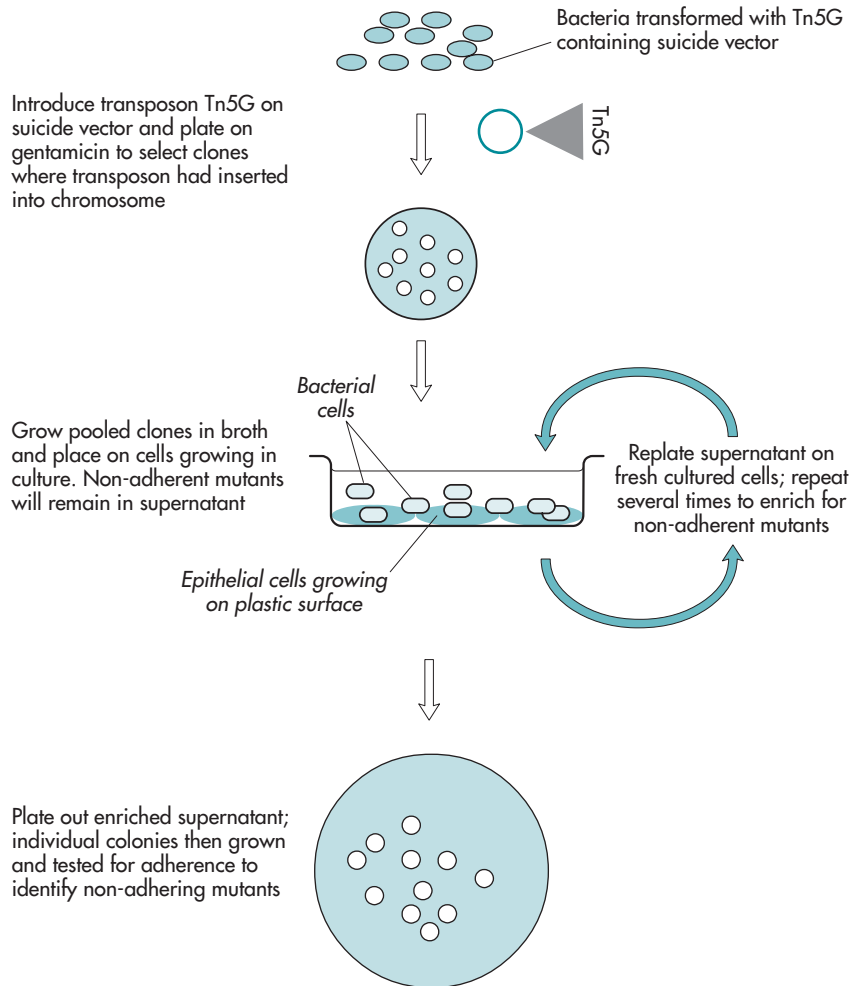 Bacteria transformed with Tn5G
containing suicide vector
Introduce transposon Tn5G on
suicide vector and plate on
gentamicin to select clones
where transposon had inserted
into chromosome
Tn5G
Bacterial
cells
Grow pooled clones in broth
and place on cells growing in
culture. Non-adherent mutants
will remain in supernatant
Replate supernatant on
fresh cultured cells; repeat
several times to enrich for
non-adherent mutants
Epithelial cells growing
on plastic surface
Plate out enriched supernatant;
individual colonies then grown
and tested for adherence to
identify non-adhering mutants